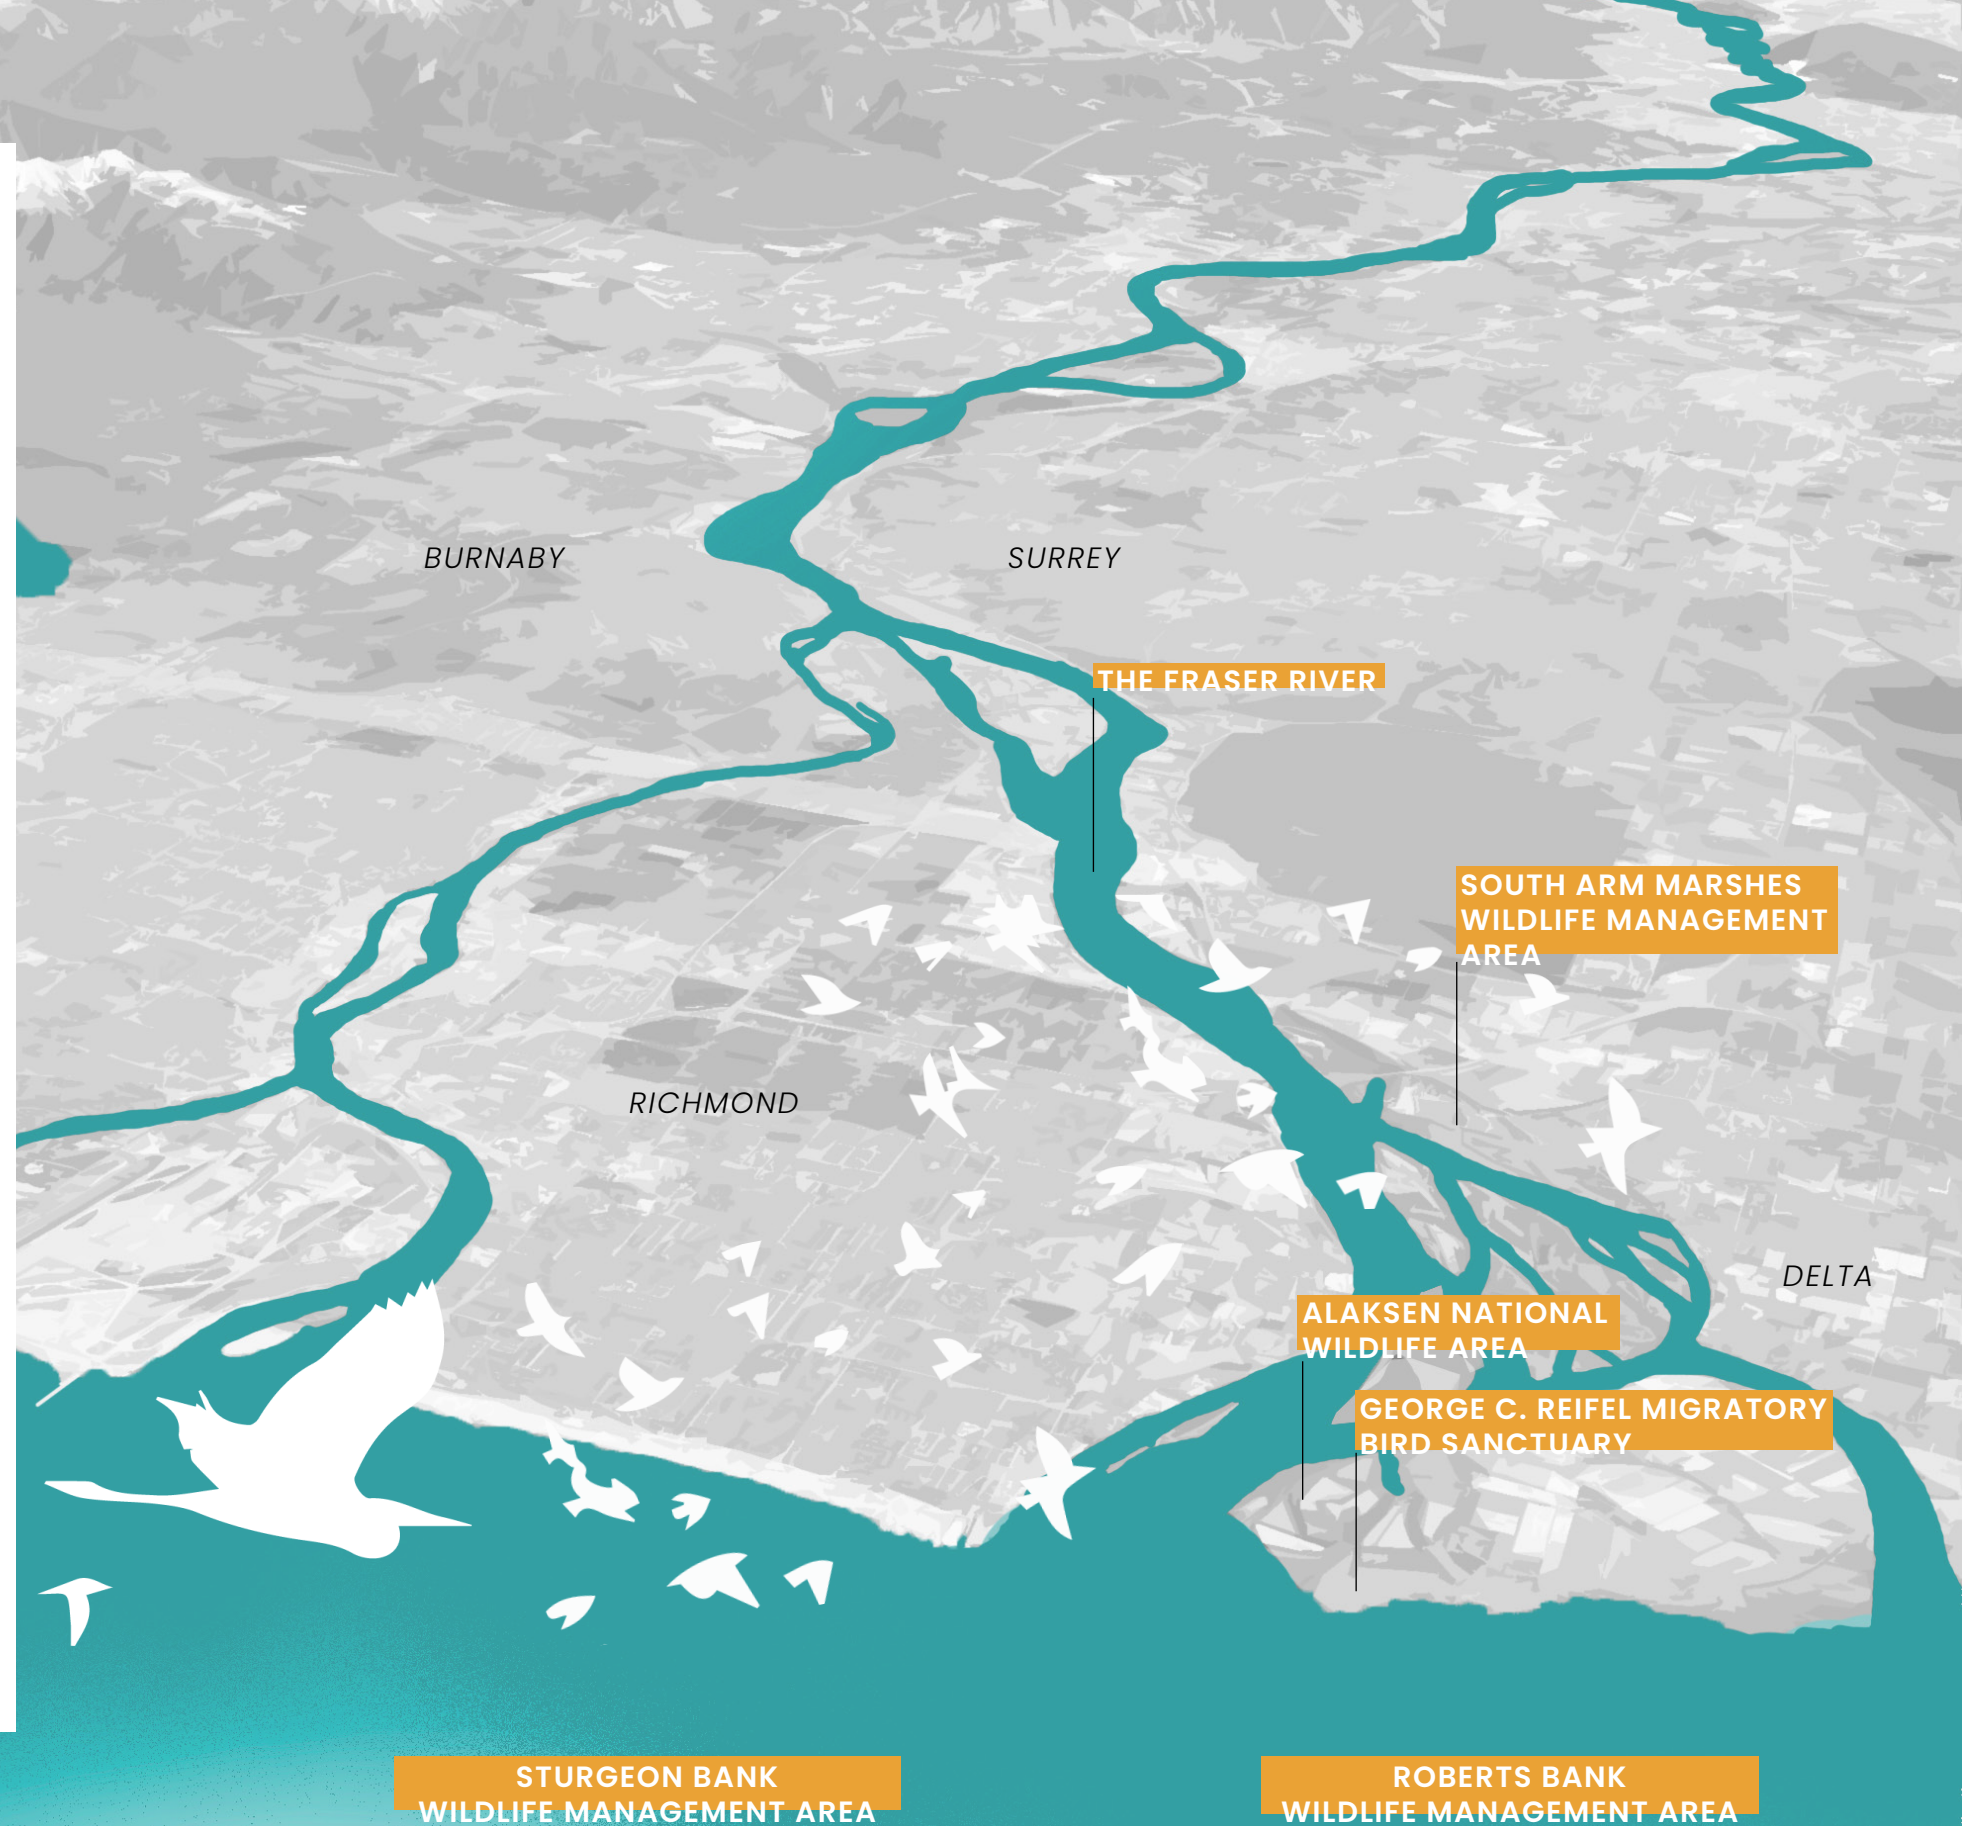 BURNABY
SURREY
THE FRASER RIVER
SOUTH ARM MARSHES
WILDLIFE MANAGEMENT
AREA
RICHMOND
DELTA
ALAKSEN NATIONAL
WILDLIFE AREA
GEORGE C. REIFEL MIGRATORY
BIRD SANCTUARY
STURGEON BANK
WILDLIFE MANAGEMENT AREA
ROBERTS BANK
WILDLIFE MANAGEMENT AREA